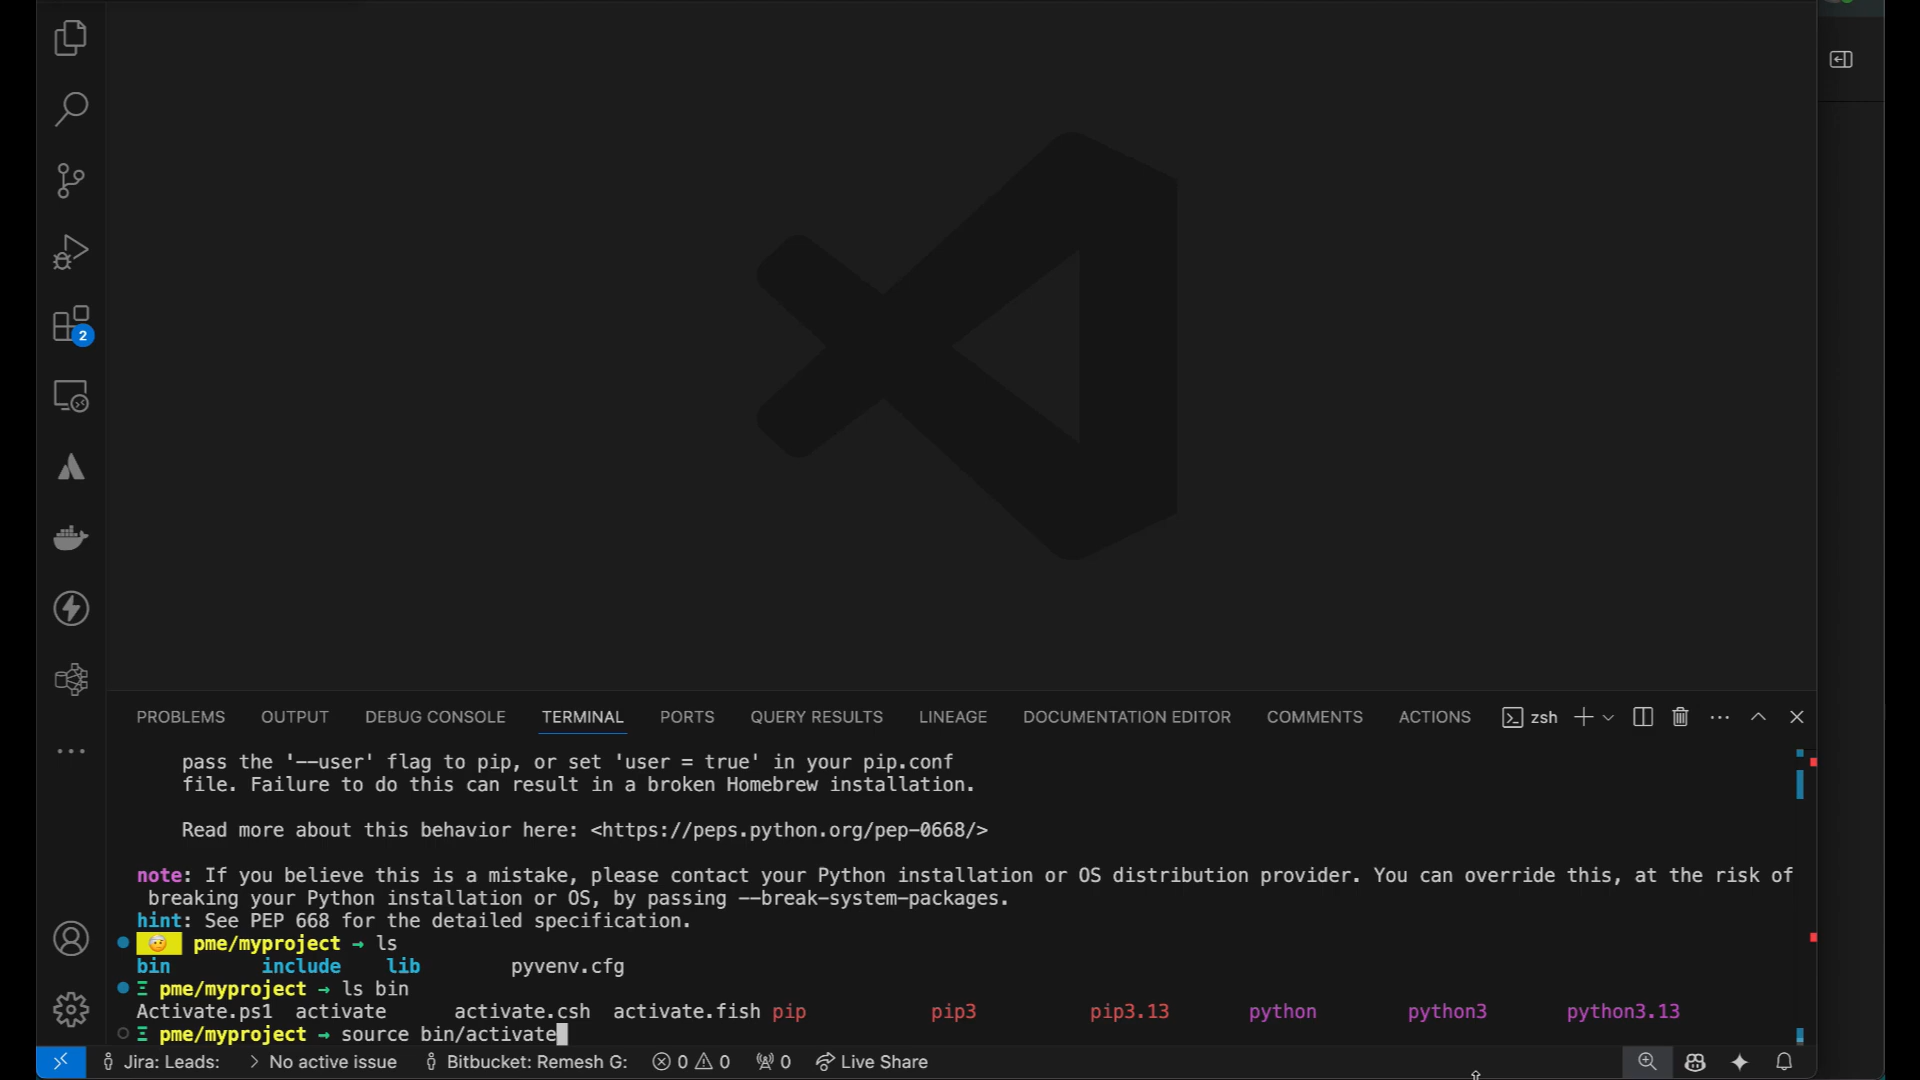 2
PROBLEMS OUTPUT DEBUG CONSOLE TERMINAL PORTS QUERY RESULTS LINEAGE DOCUMENTATION EDITOR COMMENTS ACTIONS zsh
pass the '--user' flag to pip, or set 'user = true' in your pip.conf
file. Failure to do this can result in a broken Homebrew installation.
Read more about this behavior here: <https://peps.python.org/pep-0668/>
note: If you believe this is a mistake, please contact your Python installation or OS distribution provider. You can override this, at the risk of
breaking your Python installation or OS, by passing --break-system-packages.
hint: See PEP 668 for the detailed specification.
🤕 pme/myproject → ls
bin include lib pyvenv.cfg
Ξ pme/myproject → ls bin
Activate.ps1 activate activate.csh activate.fish pip pip3 pip3.13 python python3 python3.13
Ξ pme/myproject → source bin/activate
Jira: Leads: > No active issue Bitbucket: Remesh G: 0 0 0 Live Share